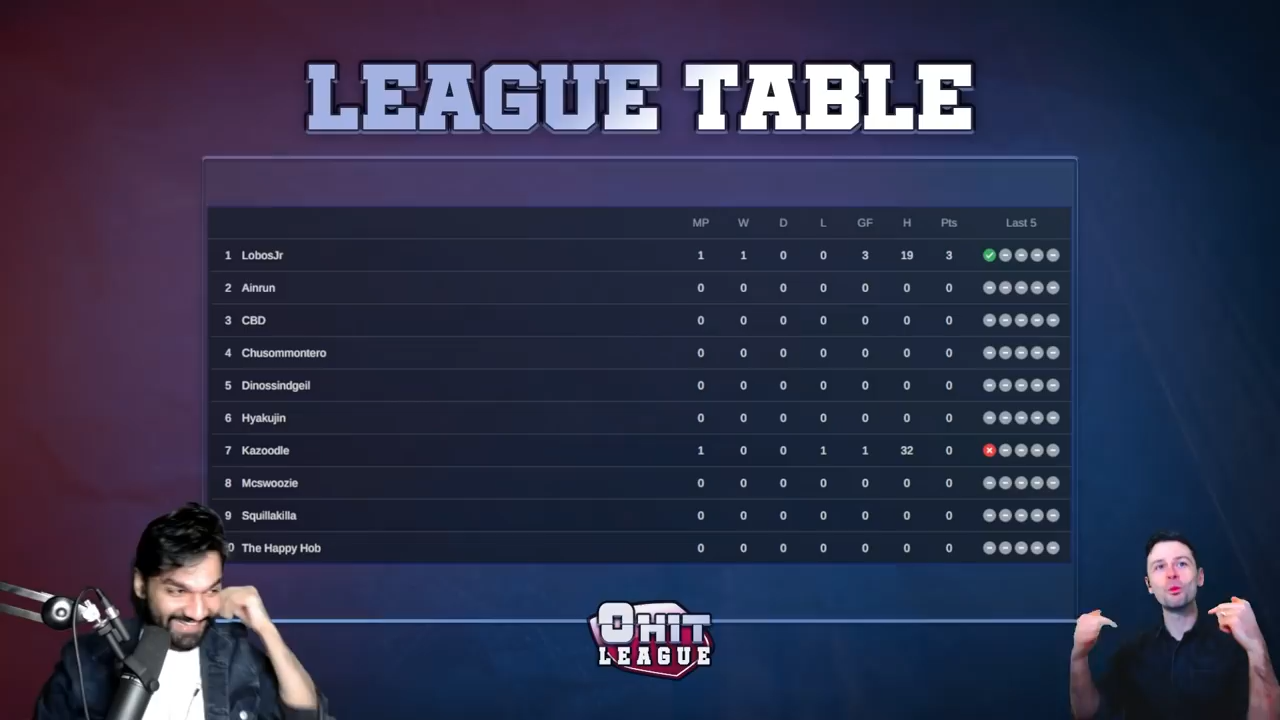 LEAGUE TABLE
MP W D L GF H Pts Last 5
1 LobosJr 1 1 0 0 3 19 3
2 Ainrun 0 0 0 0 0 0 0
3 CBD 0 0 0 0 0 0 0
4 Chusommontero 0 0 0 0 0 0 0
5 Dinossindgeil 0 0 0 0 0 0 0
6 Hyakujin 0 0 0 0 0 0 0
7 Kazoodle 1 0 0 1 1 32 0
8 Mcswoozie 0 0 0 0 0 0 0
9 Squillakilla 0 0 0 0 0 0 0
0 The Happy Hob 0 0 0 0 0 0 0
0HIT
LEAGUE